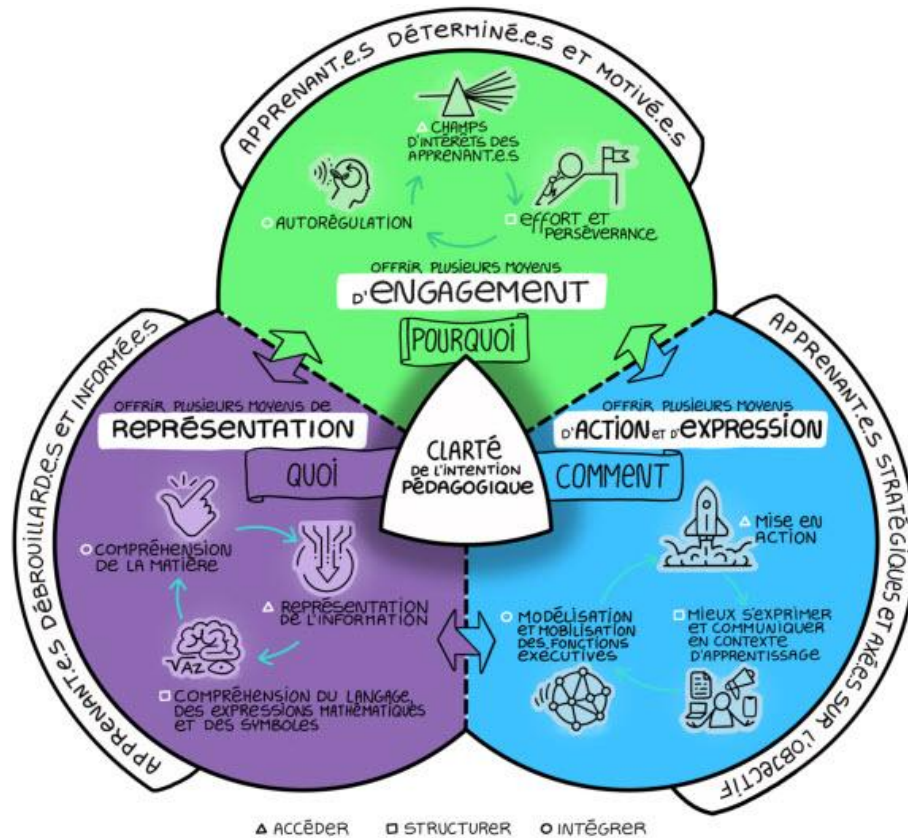 APPRENANT.E.S DÉTERMINÉ.E.S ET MOTIVÉ.E.S
CHAMPS
D'INTÉRÊTS DES
APPRENANT.E.S
AUTORÉGULATION
EFFORT ET
PERSÉVERANCE
OFFRIR PLUSIEURS MOYENS
D'ENGAGEMENT
POURQUOI
APPRENANT.E.S DÉBROUILLARD.E.S ET INFORMÉ.E.S
OFFRIR PLUSIEURS MOYENS DE
REPRÉSENTATION
QUOI
COMPRÉHENSION
DE LA MATIÈRE
REPRÉSENTATION
DE L'INFORMATION
AZ
COMPRÉHENSION DU LANGAGE,
DES EXPRESSIONS MATHÉMATIQUES
ET DES SYMBOLES
CLARTÉ
DE L'INTENTION
PÉDAGOGIQUE
APPRENANT.E.S STRATÉGIQUES ET AXÉ.E.S SUR L'OBJECTIF
OFFRIR PLUSIEURS MOYENS
D'ACTION ET D'EXPRESSION
COMMENT
MISE EN
ACTION
MODÉLISATION
ET MOBILISATION
DES FONCTIONS
EXÉCUTIVES
MIEUX S'EXPRIMER
ET COMMUNIQUER
EN CONTEXTE
D'APPRENTISSAGE
ACCÉDER STRUCTURER INTÉGRER